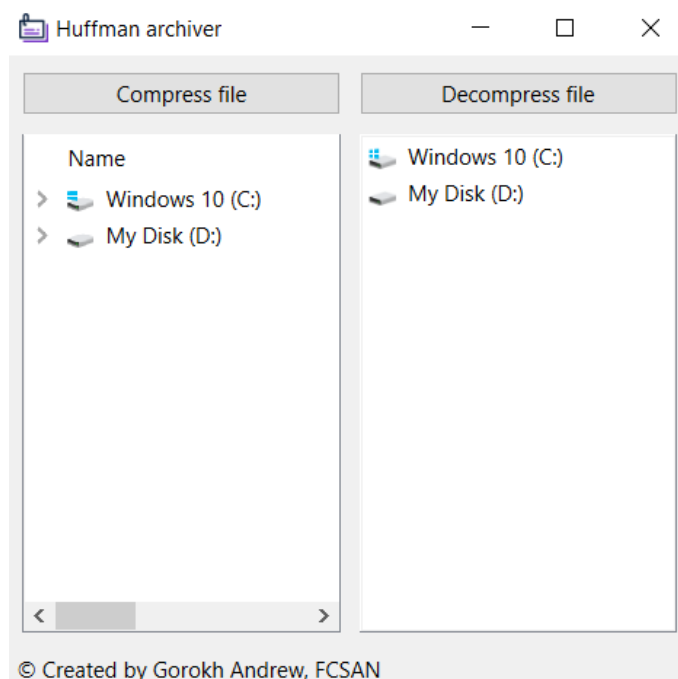 Huffman archiver
Compress file
Decompress file
Name
Windows 10 (C:)
My Disk (D:)
Windows 10 (C:)
My Disk (D:)
© Created by Gorokh Andrew, FCSAN